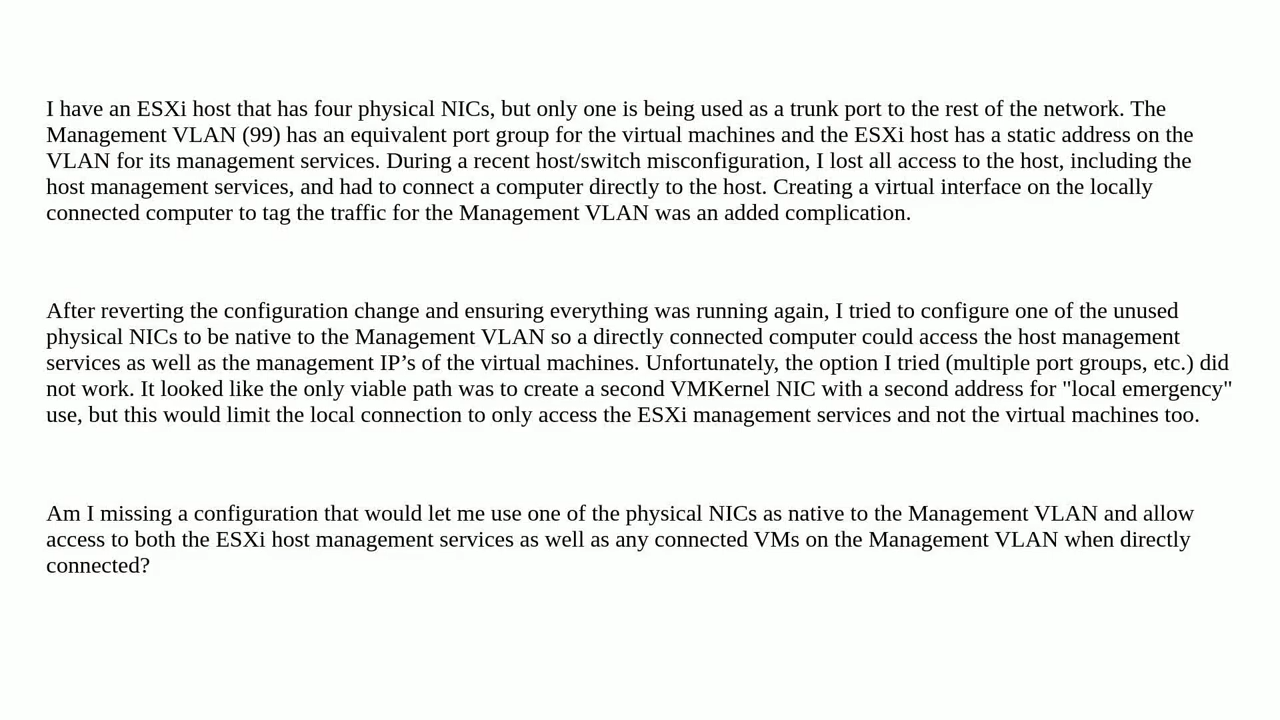 I have an ESXi host that has four physical NICs, but only one is being used as a trunk port to the rest of the network. The
Management VLAN (99) has an equivalent port group for the virtual machines and the ESXi host has a static address on the
VLAN for its management services. During a recent host/switch misconfiguration, I lost all access to the host, including the
host management services, and had to connect a computer directly to the host. Creating a virtual interface on the locally
connected computer to tag the traffic for the Management VLAN was an added complication.
After reverting the configuration change and ensuring everything was running again, I tried to configure one of the unused
physical NICs to be native to the Management VLAN so a directly connected computer could access the host management
services as well as the management IP’s of the virtual machines. Unfortunately, the option I tried (multiple port groups, etc.) did
not work. It looked like the only viable path was to create a second VMKernel NIC with a second address for "local emergency"
use, but this would limit the local connection to only access the ESXi management services and not the virtual machines too.
Am I missing a configuration that would let me use one of the physical NICs as native to the Management VLAN and allow
access to both the ESXi host management services as well as any connected VMs on the Management VLAN when directly
connected?